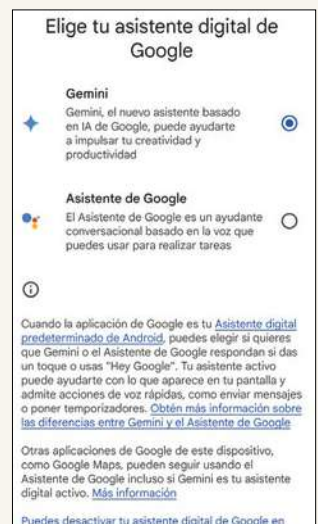 Elige tu asistente digital de
Google
Gemini
Gemini, el nuevo asistente basado
en IA de Google, puede ayudarte
a impulsar tu creatividad y
productividad
Asistente de Google
El Asistente de Google es un ayudante
conversacional basado en la voz que
puedes usar para realizar tareas
Cuando la aplicación de Google es tu Asistente digital
predeterminado de Android, puedes elegir si quieres
que Gemini o el Asistente de Google respondan si das
un toque o usas "Hey Google". Tu asistente activo
puede ayudarte con lo que aparece en tu pantalla y
admite acciones de voz rápidas, como enviar mensajes
o poner temporizadores. Obtén más información sobre
las diferencias entre Gemini y el Asistente de Google
Otras aplicaciones de Google de este dispositivo,
como Google Maps, pueden seguir usando el
Asistente de Google incluso si Gemini es tu asistente
digital activo. Más información
Puedes desactivar tu asistente digital de Google en